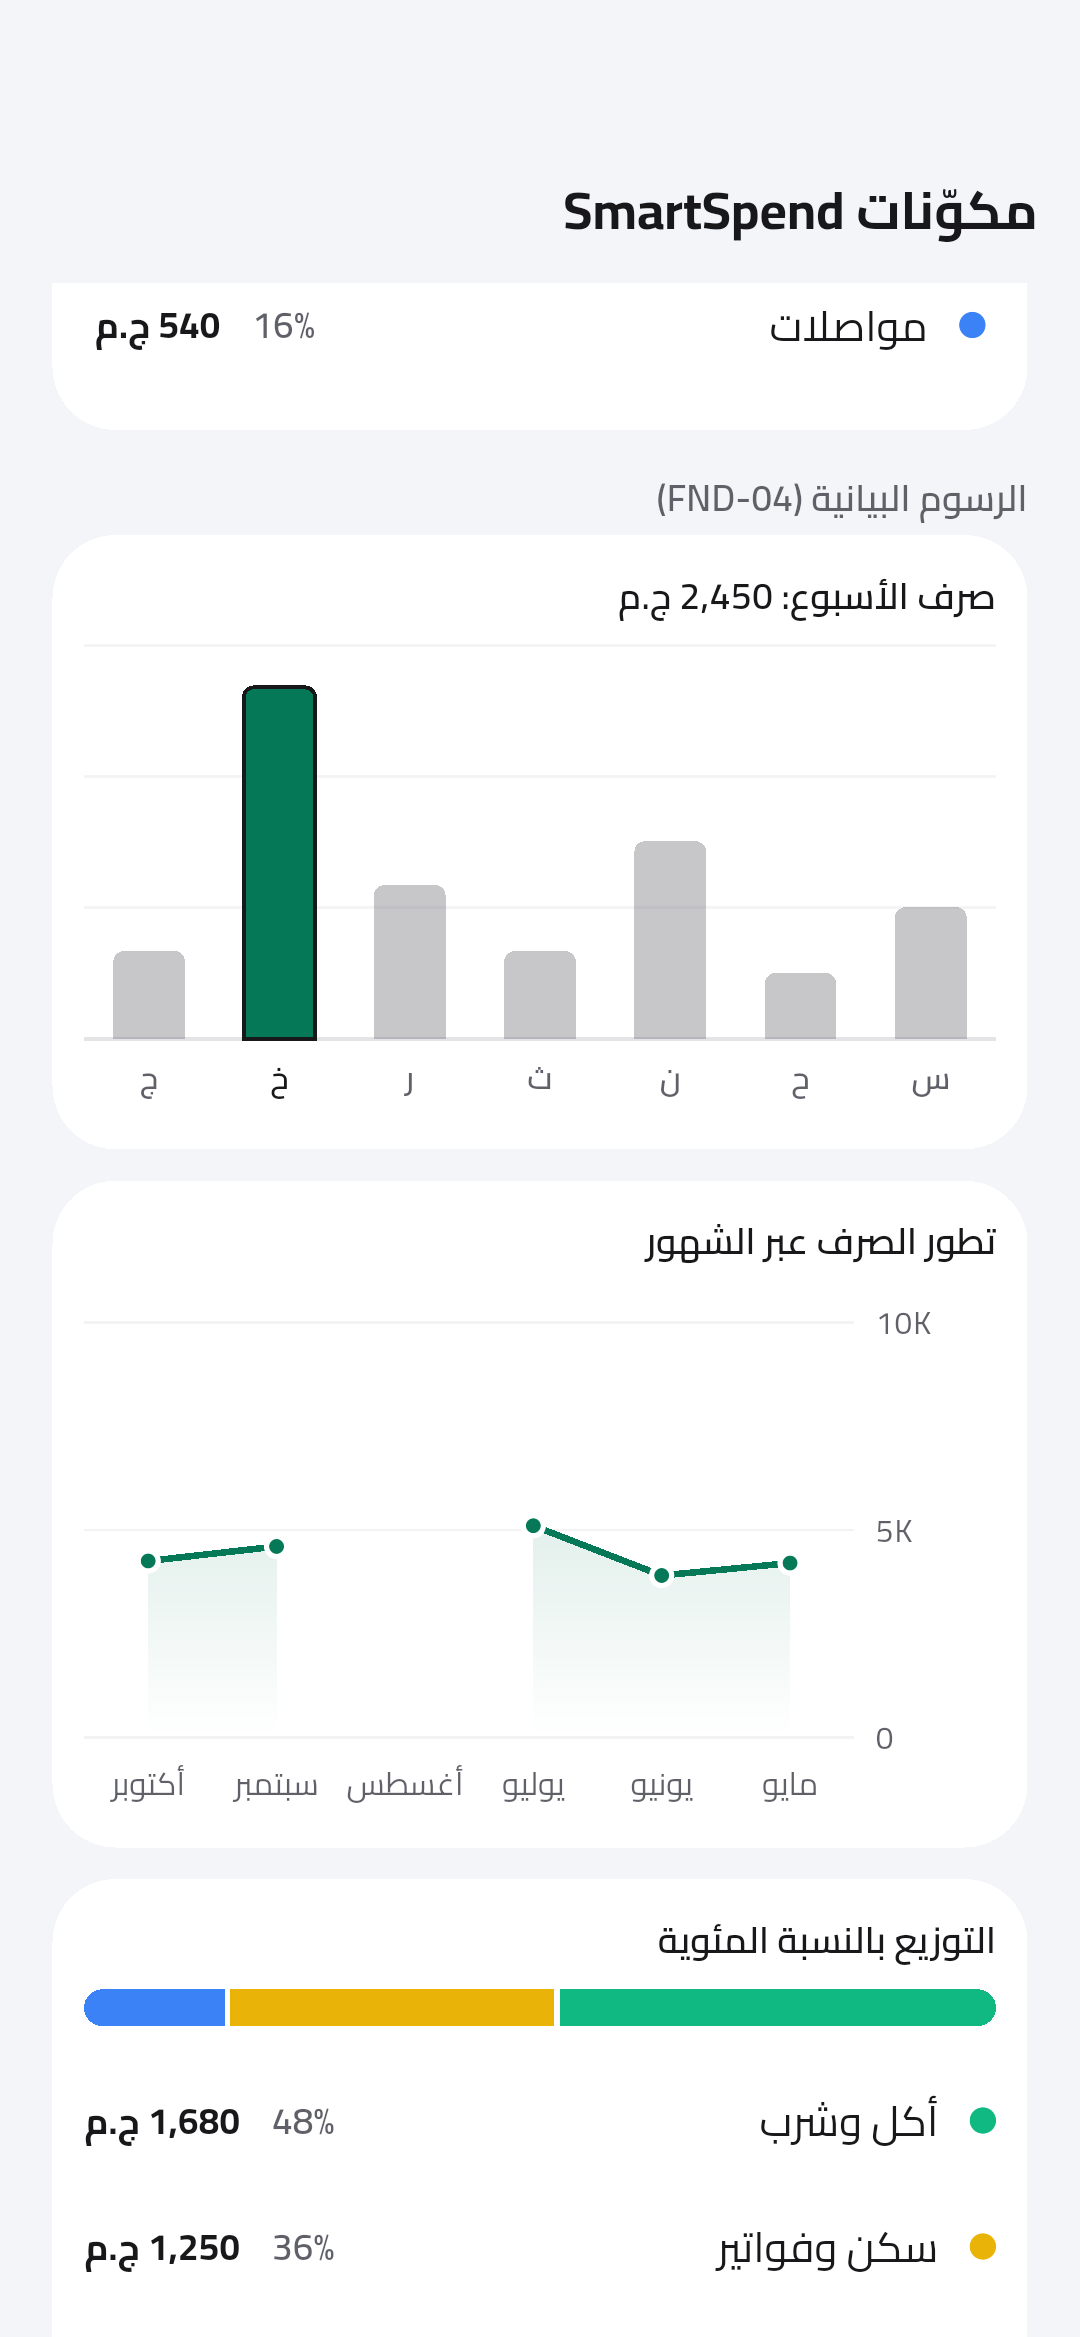 مكوّنات SmartSpend
مواصلات 16% 540 ج.م
الرسوم البيانية (FND-04)
صرف الأسبوع: 2,450 ج.م
س ح ن ث ر خ ج
تطور الصرف عبر الشهور
10K
5K
0
مايو يونيو يوليو أغسطس سبتمبر أكتوبر
التوزيع بالنسبة المئوية
أكل وشرب 48% 1,680 ج.م
سكن وفواتير 36% 1,250 ج.م